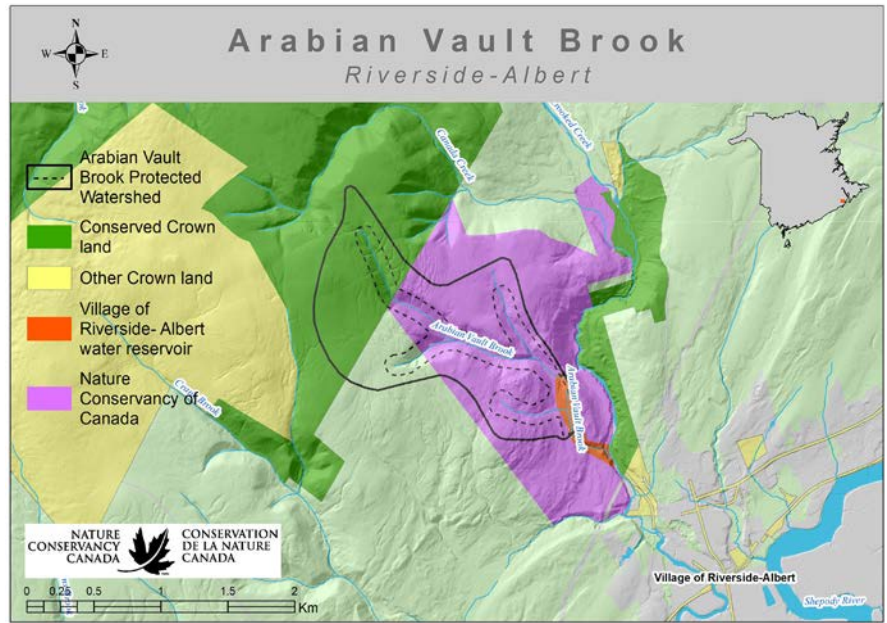 Arabian Vault Brook
Riverside-Albert
N
W E
S
Arabian Vault
Brook Protected
Watershed
Conserved Crown
land
Other Crown land
Village of
Riverside- Albert
water reservoir
Nature
Conservancy of
Canada
Canada Creek
Crooked Creek
Arabian Vault Brook
Arabian Vault Brook
Brook
Village of Riverside-Albert
Shepody River
NATURE
CONSERVANCY
CANADA
CONSERVATION
DE LA NATURE
CANADA
0 0.25 0.5 1 1.5 2
Km